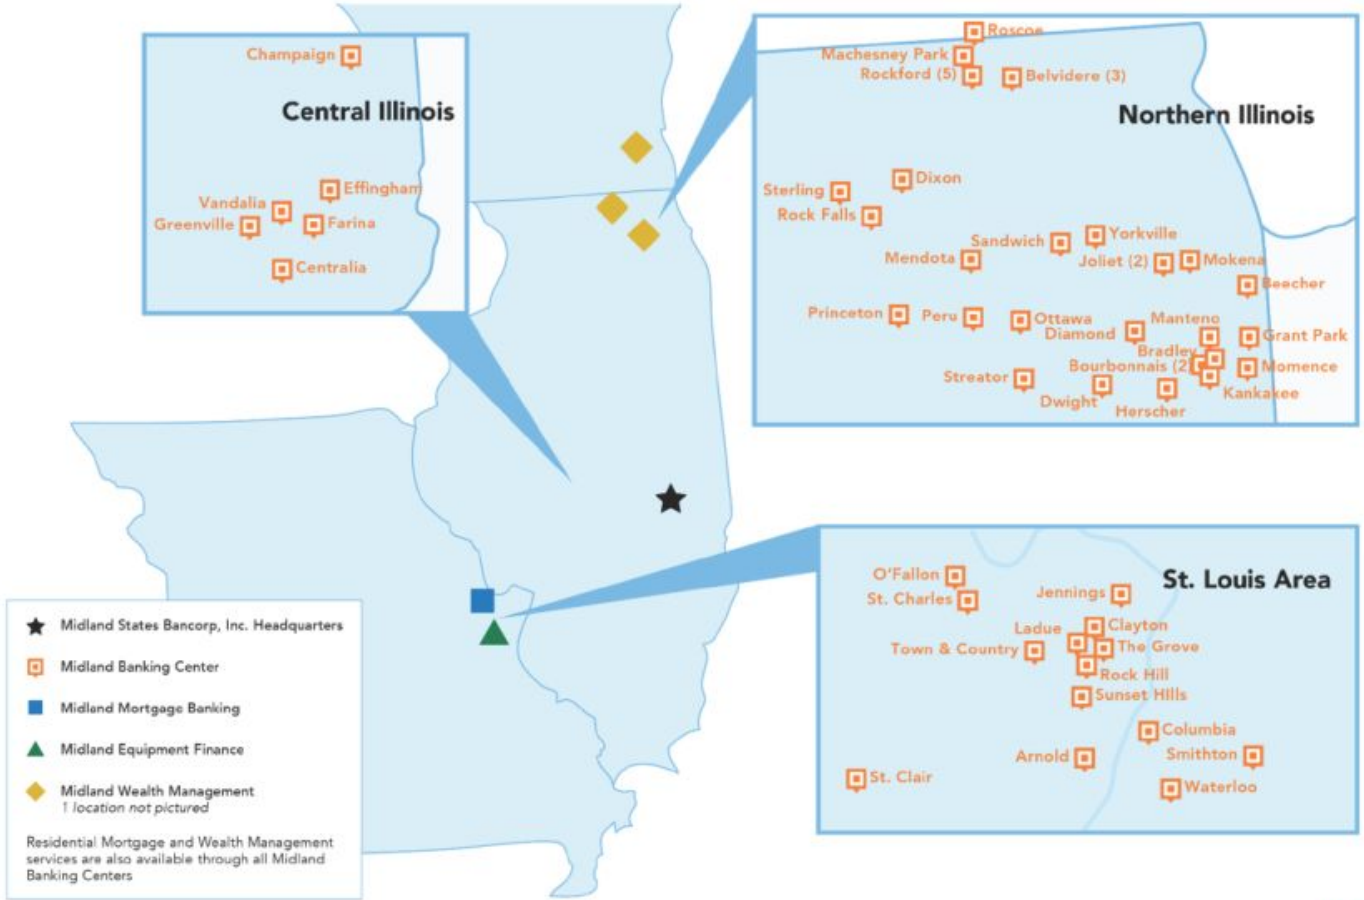 Champaign
Central Illinois
Effingham
Vandalia
Greenville
Farina
Centralia
Roscoe
Machesney Park
Rockford (5)
Belvidere (3)
Northern Illinois
Dixon
Sterling
Rock Falls
Yorkville
Sandwich
Mendota
Joliet (2)
Mokena
Beecher
Princeton
Peru
Ottawa
Manteno
Diamond
Grant Park
Bradley
Bourbonnais (2)
Momence
Streator
Kankakee
Dwight
Herscher
St. Louis Area
O'Fallon
St. Charles
Jennings
Clayton
Ladue
The Grove
Town & Country
Rock Hill
Sunset HIlls
Columbia
Smithton
Arnold
St. Clair
Waterloo
Midland States Bancorp, Inc. Headquarters
Midland Banking Center
Midland Mortgage Banking
Midland Equipment Finance
Midland Wealth Management
1 location not pictured
Residential Mortgage and Wealth Management
services are also available through all Midland
Banking Centers